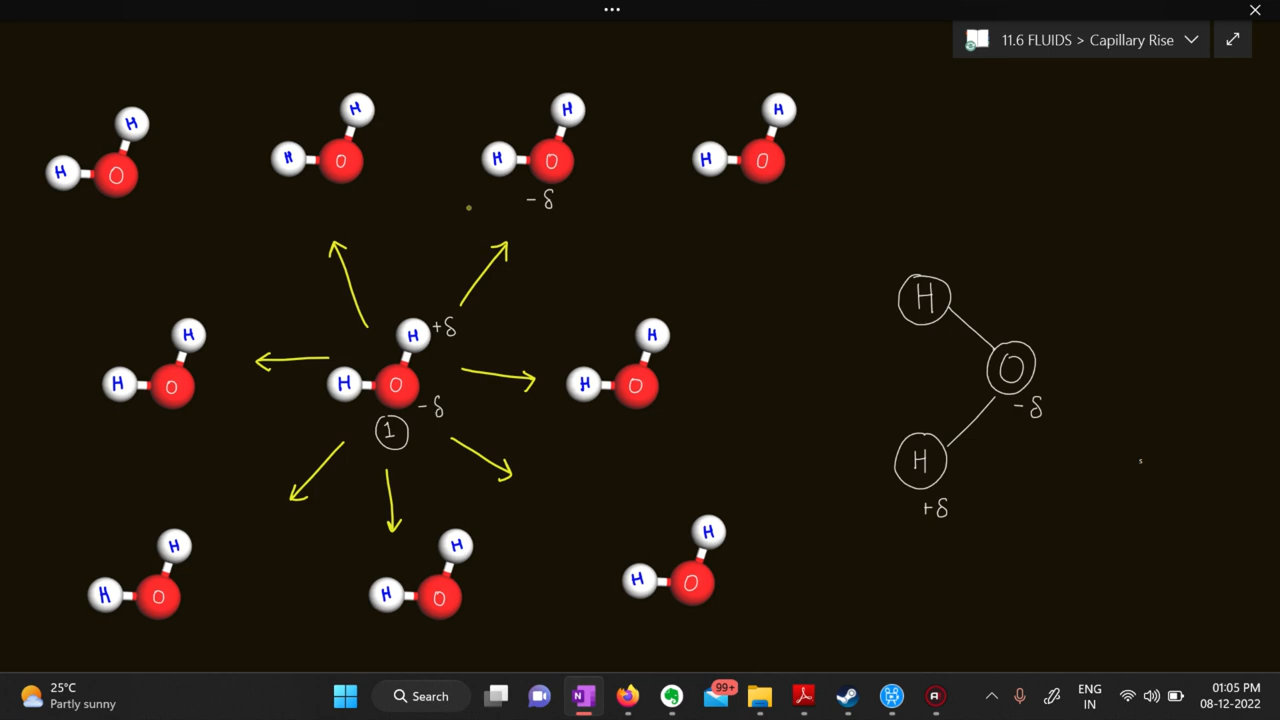 11.6 FLUIDS > Capillary Rise
H H H H
H O H O H O H O
- δ
H H +δ H
H O H O - δ H O
1
H
O
- δ
H
+δ
H H H
H O H O H O
25°C
Partly sunny
Search
99+
ENG
IN
01:05 PM
08-12-2022